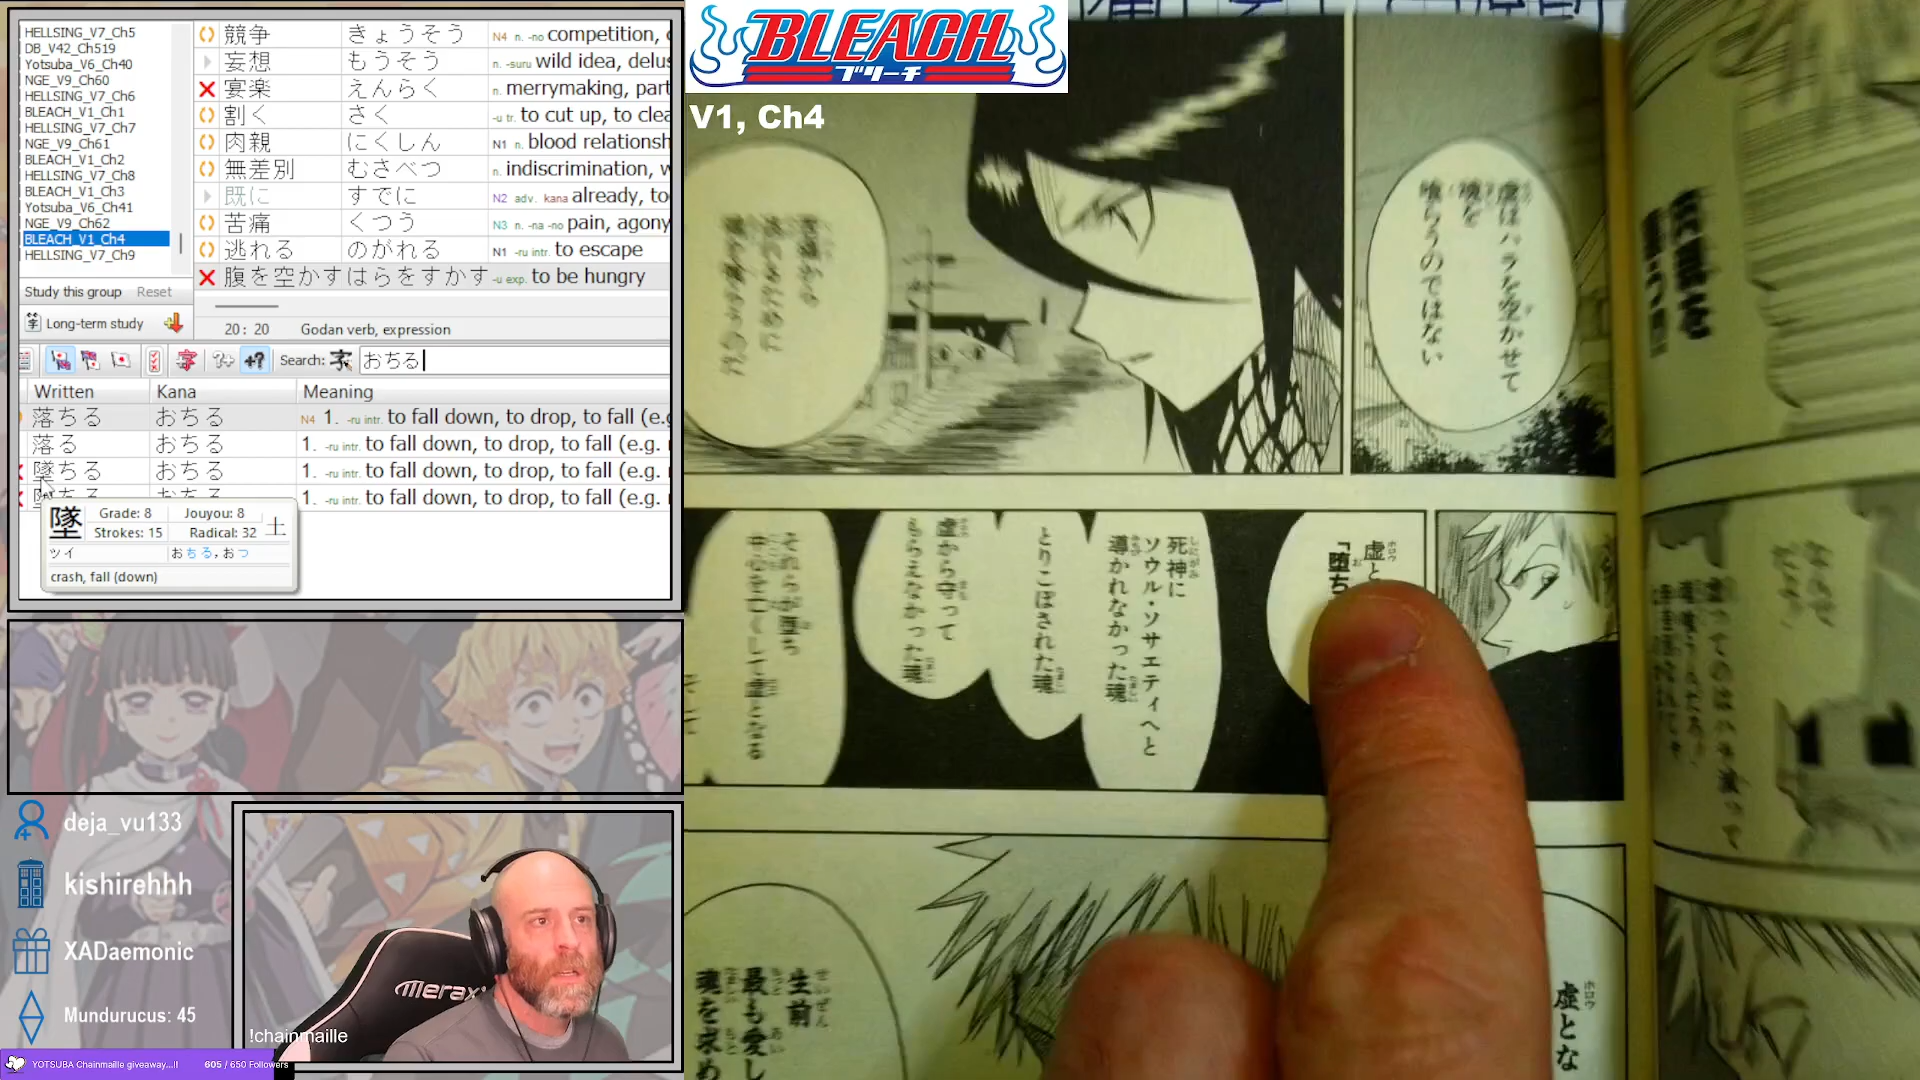 HELLSING_V7_Ch5
DB_V42_Ch519
Yotsuba_V6_Ch40
NGE_V9_Ch60
HELLSING_V7_Ch6
BLEACH_V1_Ch1
HELLSING_V7_Ch7
NGE_V9_Ch61
BLEACH_V1_Ch2
HELLSING_V7_Ch8
BLEACH_V1_Ch3
Yotsuba_V6_Ch41
NGE_V9_Ch62
BLEACH_V1_Ch4
HELLSING_V7_Ch9
Study this group Reset
Long-term study
競争 きょうそう N4 n. -no competition,
妄想 もうそう n. -suru wild idea, delus
宴楽 えんらく n. merrymaking, part
割く さく -u tr. to cut up, to clea
肉親 にくしん N1 n. blood relationsh
無差別 むさべつ n. indiscrimination, w
既に すでに N2 adv. kana already, to
苦痛 くつう N3 n. -na -no pain, agony
逃れる のがれる N1 -ru intr. to escape
腹を空かす はらをすかす -u exp. to be hungry
20: 20 Godan verb, expression
Search: 字 おちる
Written Kana Meaning
落ちる おちる N4 1. -ru intr. to fall down, to drop, to fall (e.g.
落る おちる 1. -ru intr. to fall down, to drop, to fall (e.g.
墜ちる おちる 1. -ru intr. to fall down, to drop, to fall (e.g.
おちる 1. -ru intr. to fall down, to drop, to fall (e.g.
墜 Grade: 8 Jouyou: 8
Strokes: 15 Radical: 32 土
ツイ おちる, おつ
crash, fall (down)
deja_vu133
kishirehhh
XADaemonic
Mundurucus: 45
YOTSUBA Chainmaille giveaway...!! 605 / 650 Followers
merax
!chainmaille
BLEACH
ブリーチ
V1, Ch4
虚はハラを空かせて
魂を
喰らうのではない
虚と
「堕ち
死神に
ソウル・ソサエティへと
導かれなかった魂
とりこぼされた魂
虚から守って
もらえなかった魂
それらが堕ち
中心を亡くして虚となる
そして
虚とな
生前
最も愛し
魂を求め